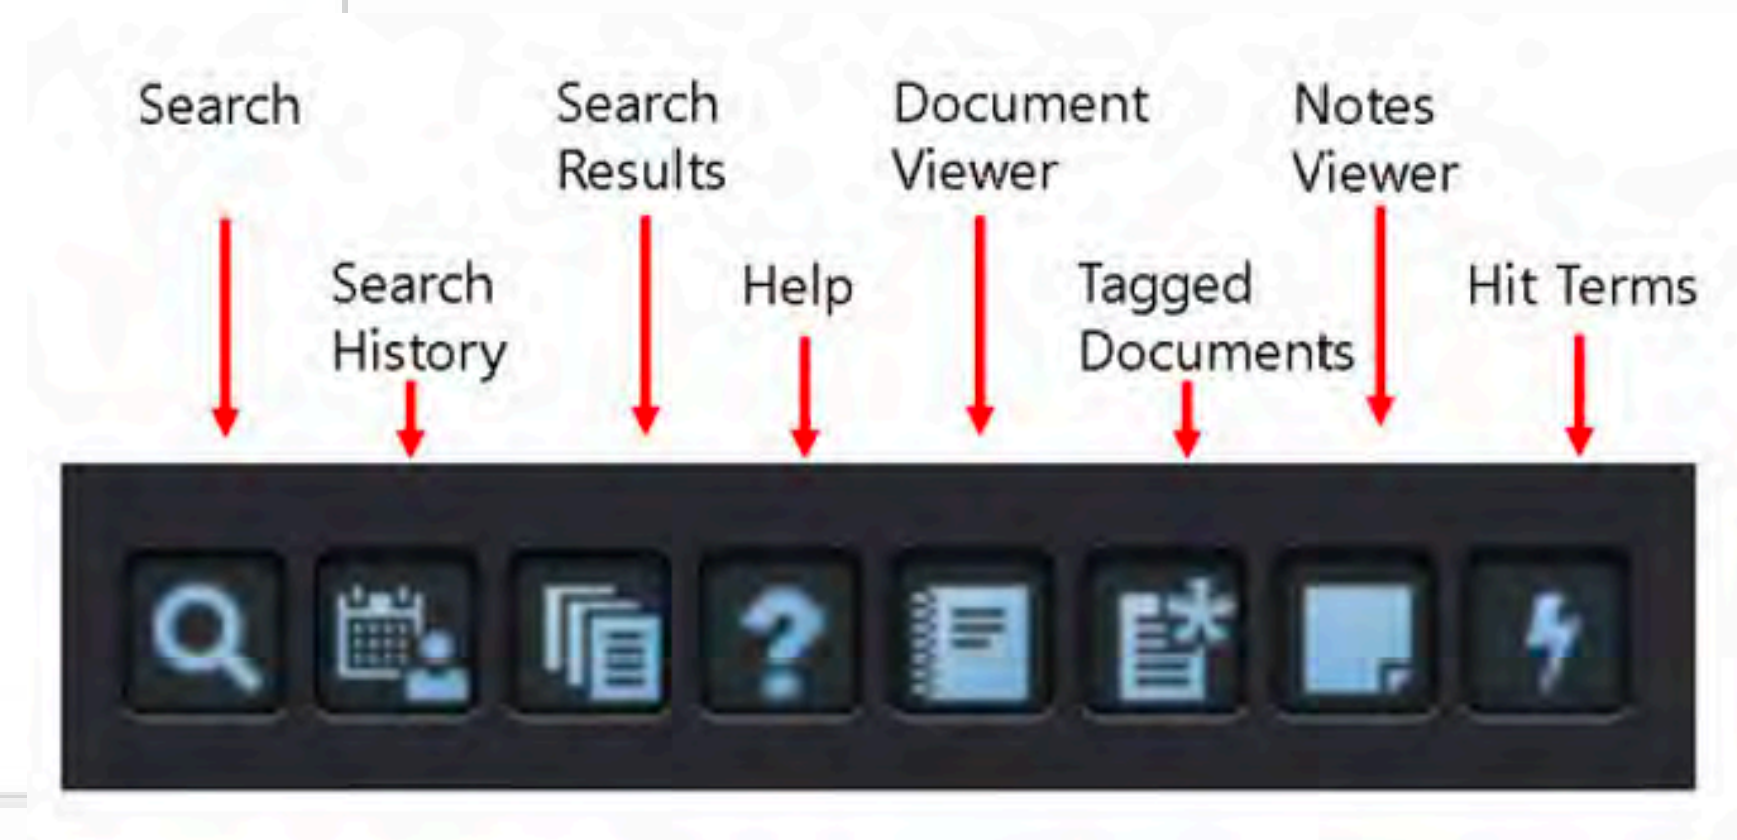 Search
Search
History
Search
Results
Help
Document
Viewer
Tagged
Documents
Notes
Viewer
Hit Terms
?